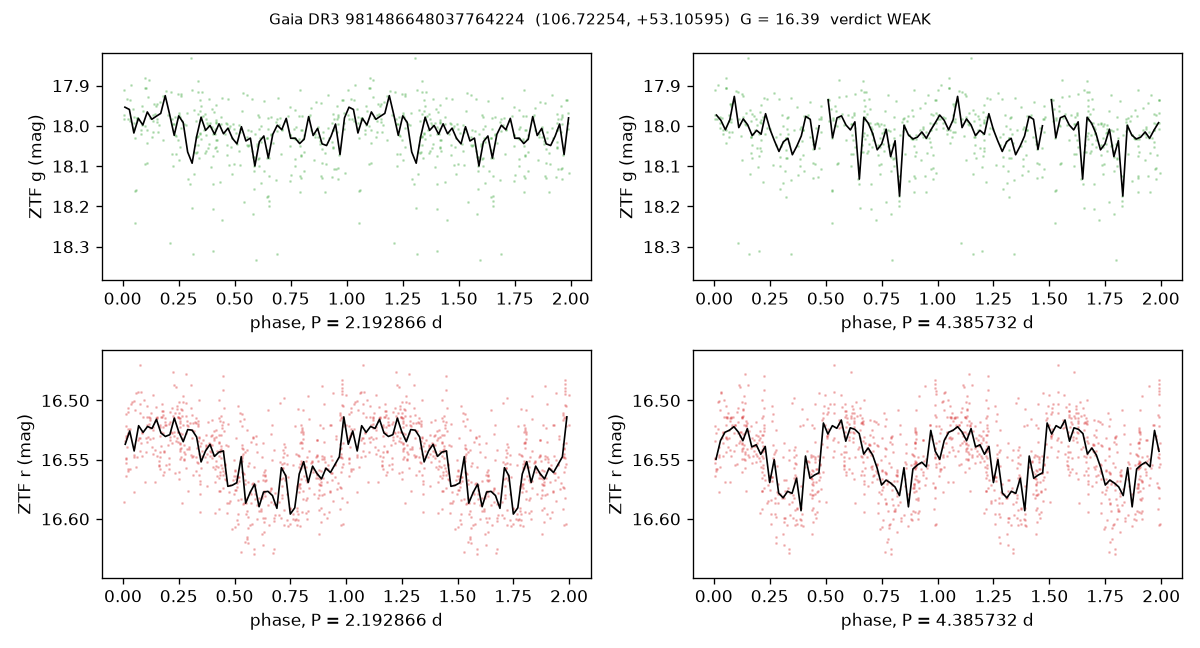 Gaia DR3 981486648037764224  (106.72254, +53.10595)  G = 16.39  verdict WEAK
ZTF g (mag)
17.9
18.0
18.1
18.2
18.3
0.00 0.25 0.50 0.75 1.00 1.25 1.50 1.75 2.00
phase, P = 2.192866 d
ZTF g (mag)
17.9
18.0
18.1
18.2
18.3
0.00 0.25 0.50 0.75 1.00 1.25 1.50 1.75 2.00
phase, P = 4.385732 d
ZTF r (mag)
16.50
16.55
16.60
0.00 0.25 0.50 0.75 1.00 1.25 1.50 1.75 2.00
phase, P = 2.192866 d
ZTF r (mag)
16.50
16.55
16.60
0.00 0.25 0.50 0.75 1.00 1.25 1.50 1.75 2.00
phase, P = 4.385732 d